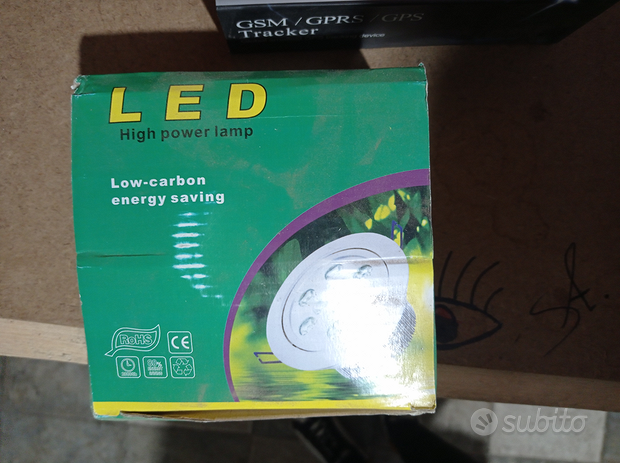 GSM / GPRS / GPS
Tracker
LED
High power lamp
Low-carbon
energy saving
RoHS
CE
subito